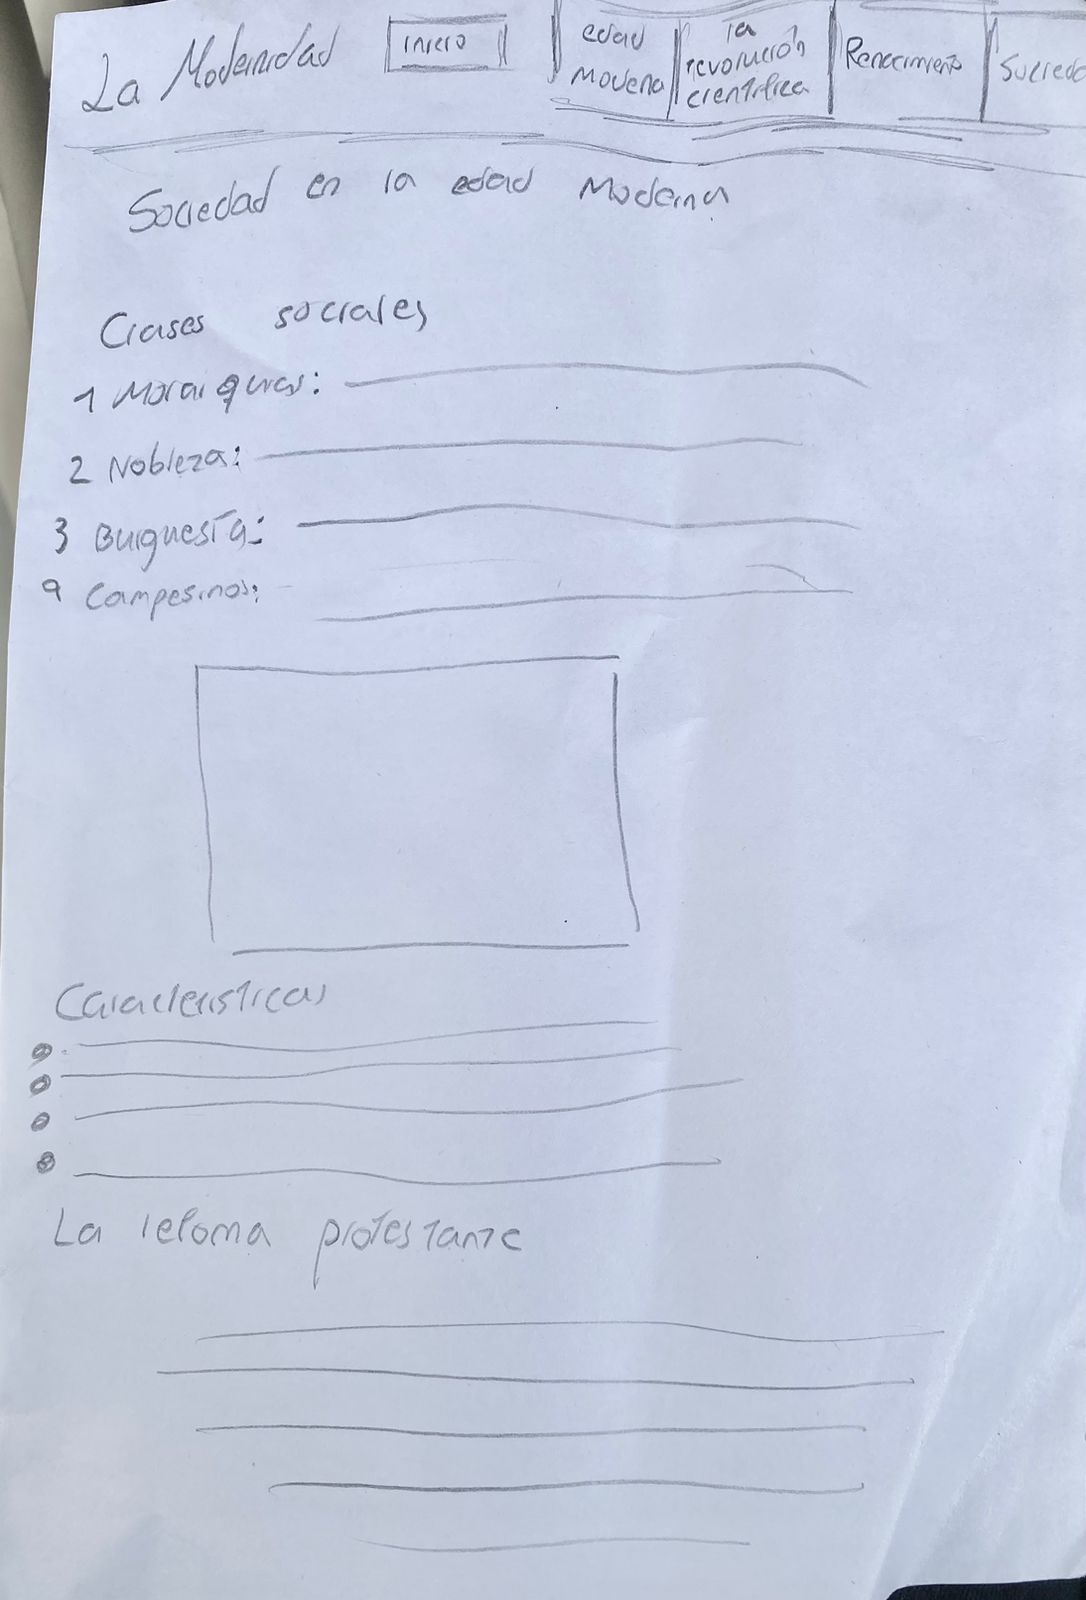 La Modernidad
inicio
edad
Moderna
la
revolución
científica
Renacimiento
Socieda
Sociedad en la edad Moderna
Clases sociales
1 Monarquias:
2 Nobleza:
3 Burguesía:
4 Campesinos:
Características
La reforma protestante